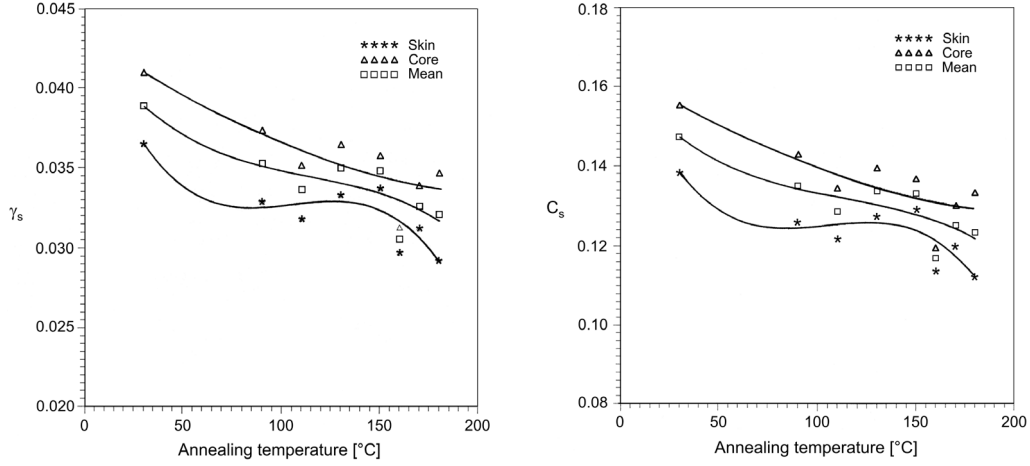 0.045
0.040
0.035
0.030
0.025
0.020
γs
0
50
100
150
200
Annealing temperature [°C]
**** Skin
△△△△ Core
□□□□ Mean
0.18
0.16
0.14
0.12
0.10
0.08
Cs
0
50
100
150
200
Annealing temperature [°C]
**** Skin
△△△△ Core
□□□□ Mean